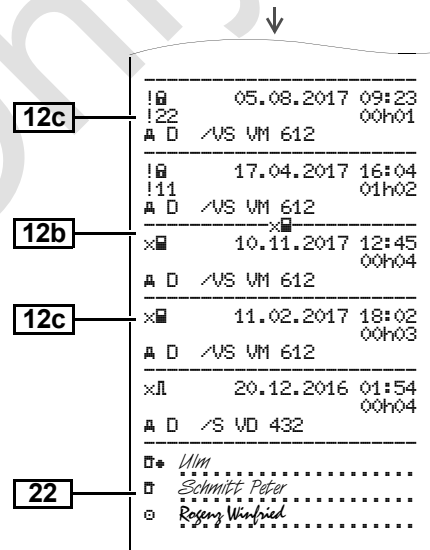 ! 05.08.2017 09:23
12c
!22 00h01
D /VS VM 612
! 17.04.2017 16:04
!11 01h02
D /VS VM 612
12b
x
x 10.11.2017 12:45
00h04
D /VS VM 612
12c
x 11.02.2017 18:02
00h03
D /VS VM 612
x 20.12.2016 01:54
00h04
D /S VD 432
Ulm
22
Schmitt Peter
Rogenz Winfried